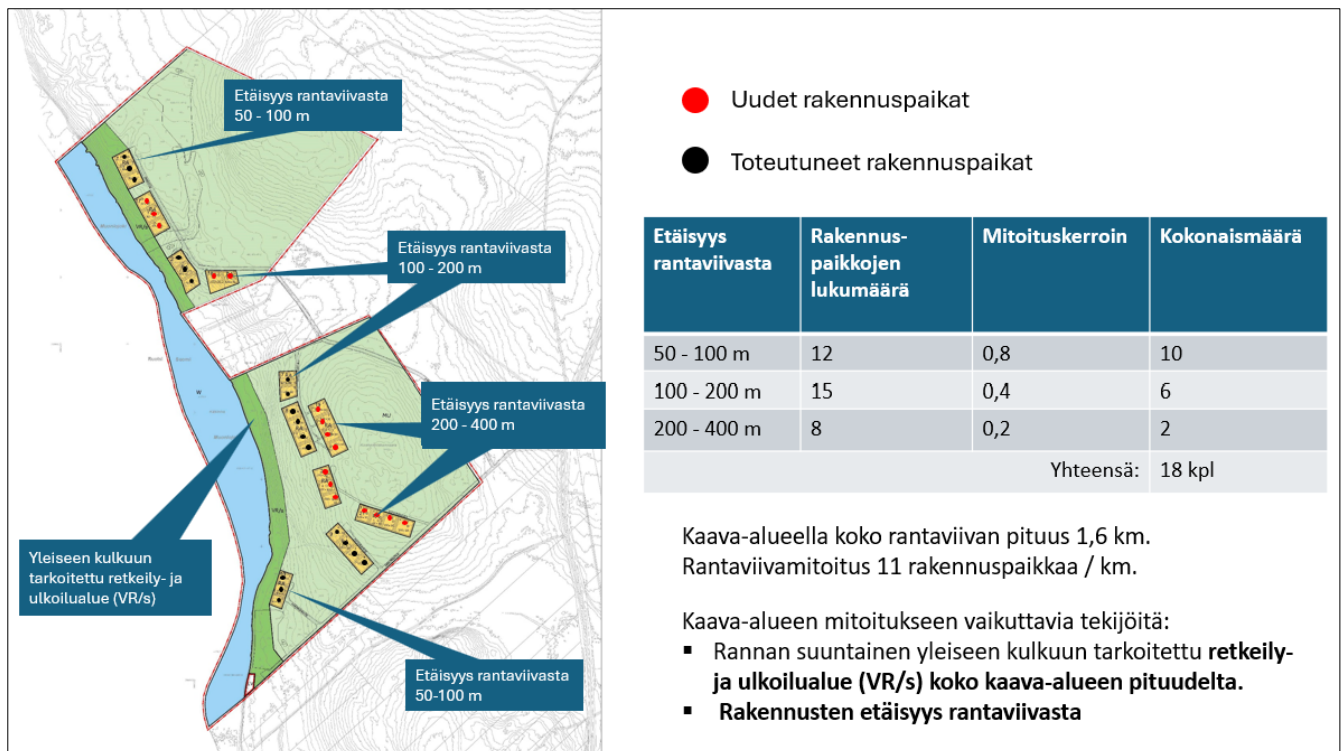 Etäisyys rantaviivasta
50 - 100 m
Etäisyys rantaviivasta
100 - 200 m
Etäisyys rantaviivasta
200 - 400 m
Yleiseen kulkuun
tarkoitettu retkeily- ja
ulkoilualue (VR/s)
Etäisyys rantaviivasta
50-100 m
W
MU
VR/s
VR/s
Uudet rakennuspaikat
Toteutuneet rakennuspaikat
Etäisyys rantaviivasta
Rakennus-paikkojen lukumäärä
Mitoituskerroin
Kokonaismäärä
50 - 100 m 12 0,8 10
100 - 200 m 15 0,4 6
200 - 400 m 8 0,2 2
Yhteensä: 18 kpl
Kaava-alueella koko rantaviivan pituus 1,6 km.
Rantaviivamitoitus 11 rakennuspaikkaa / km.
Kaava-alueen mitoitukseen vaikuttavia tekijöitä:
▪ Rannan suuntainen yleiseen kulkuun tarkoitettu retkeily-
ja ulkoilualue (VR/s) koko kaava-alueen pituudelta.
▪ Rakennusten etäisyys rantaviivasta